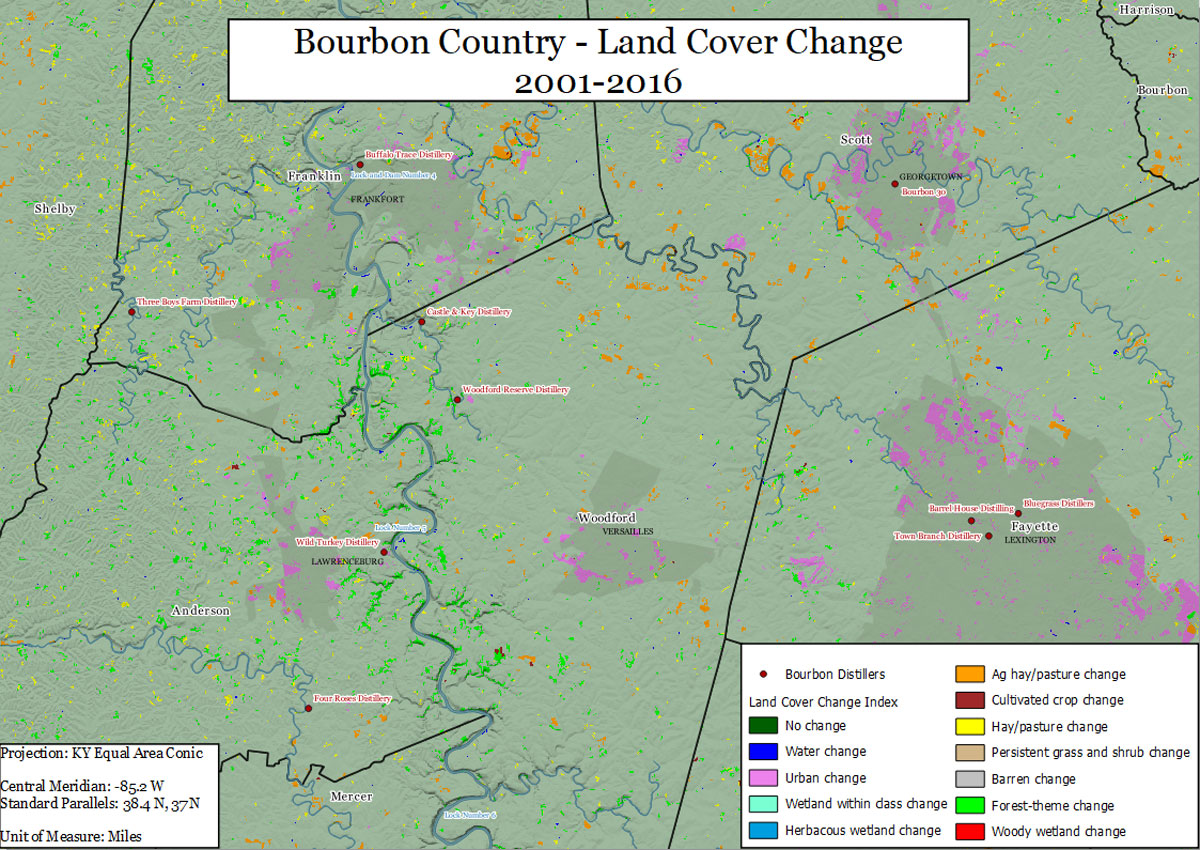 Bourbon Country - Land Cover Change
2001-2016
Harrison
Bourbon
Scott
Buffalo Trace Distillery
Franklin
Lock and Dam Number 4
GEORGETOWN
Bourbon 30
FRANKFORT
Shelby
Three Boys Farm Distillery
Castle & Key Distillery
Woodford Reserve Distillery
Bluegrass Distillers
Barrel House Distilling
Woodford
Lock Number 5
Fayette
VERSAILLES
Town Branch Distillery
LEXINGTON
Wild Turkey Distillery
LAWRENCEBURG
Anderson
Four Roses Distillery
Mercer
Lock Number 6
Projection: KY Equal Area Conic
Central Meridian: -85.2 W
Standard Parallels: 38.4 N, 37 N
Unit of Measure: Miles
Bourbon Distillers
Land Cover Change Index
No change
Water change
Urban change
Wetland within class change
Herbacous wetland change
Ag hay/pasture change
Cultivated crop change
Hay/pasture change
Persistent grass and shrub change
Barren change
Forest-theme change
Woody wetland change